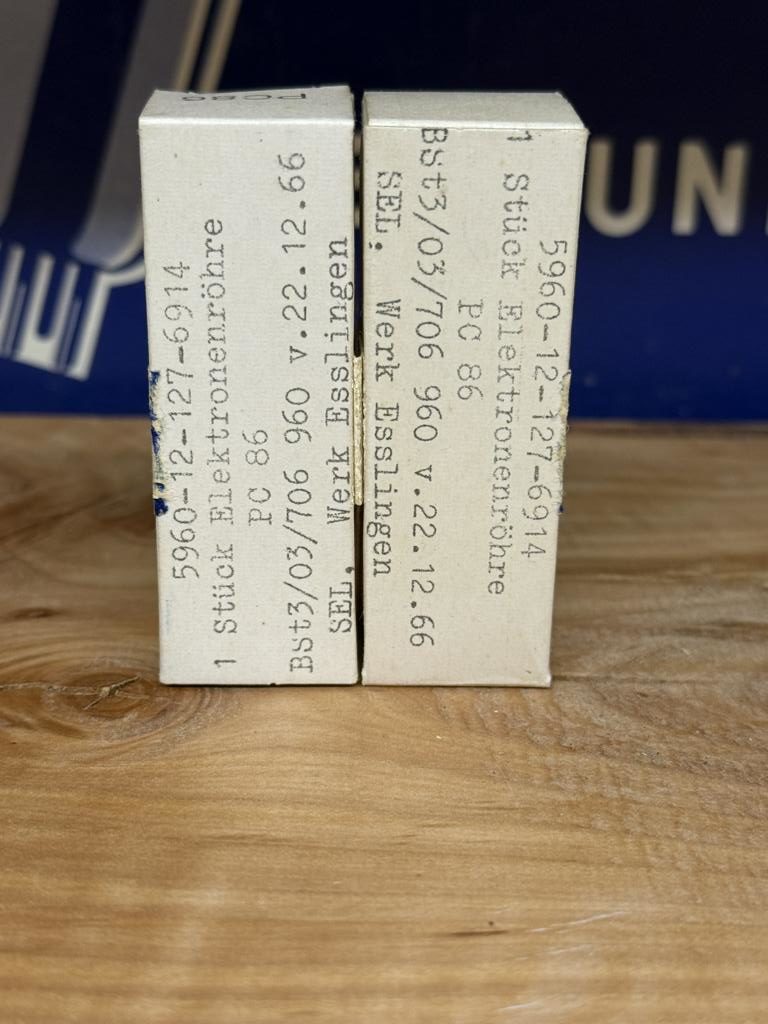 PC86
5960-12-127-6914
1 Stück Elektronenröhre
PC 86
Bst3/03/706 960 v.22.12.66
SEL, Werk Esslingen
5960-12-127-6914
1 Stück Elektronenröhre
PC 86
Bst3/03/706 960 v.22.12.66
SEL, Werk Esslingen
UN